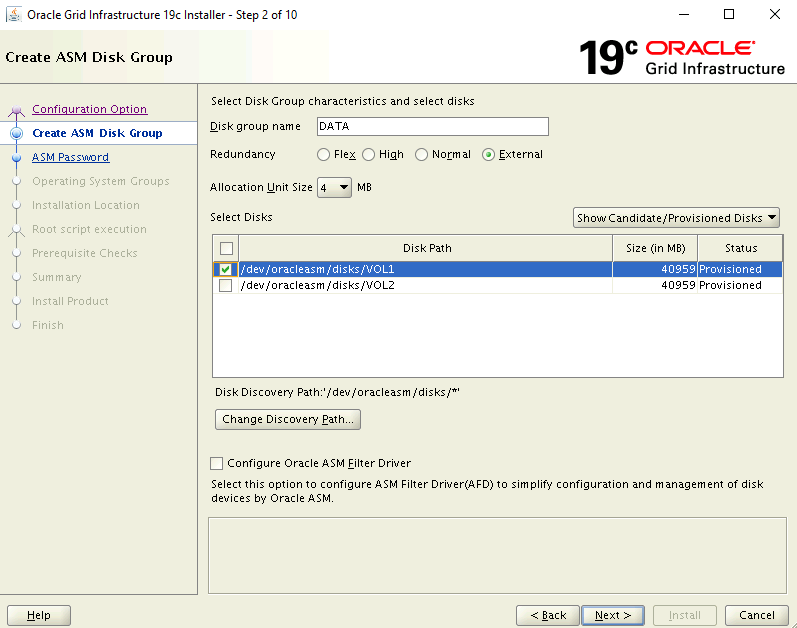 Oracle Grid Infrastructure 19c Installer - Step 2 of 10
Create ASM Disk Group
19c ORACLE
Grid Infrastructure
Configuration Option
Create ASM Disk Group
ASM Password
Operating System Groups
Installation Location
Root script execution
Prerequisite Checks
Summary
Install Product
Finish
Select Disk Group characteristics and select disks
Disk group name DATA
Redundancy Flex High Normal External
Allocation Unit Size 4 MB
Select Disks Show Candidate/Provisioned Disks
Disk Path Size (in MB) Status
/dev/oracleasm/disks/VOL1 40959 Provisioned
/dev/oracleasm/disks/VOL2 40959 Provisioned
Disk Discovery Path:'/dev/oracleasm/disks/*'
Change Discovery Path...
Configure Oracle ASM Filter Driver
Select this option to configure ASM Filter Driver(AFD) to simplify configuration and management of disk
devices by Oracle ASM.
Help < Back Next > Install Cancel